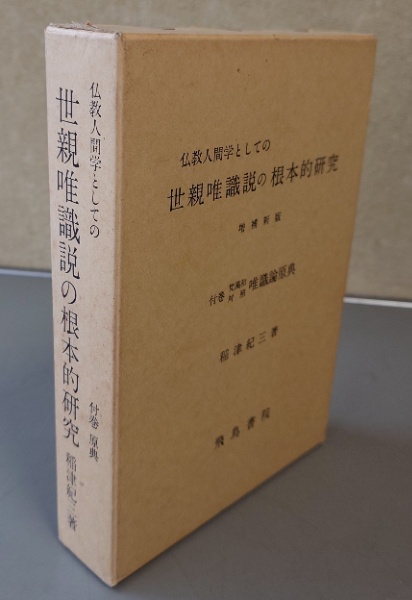 仏教人間学としての
世親唯識説の根本的研究
付巻 原典
稲津紀三著
仏教人間学としての
世親唯識説の根本的研究
増補新版
付巻 梵漢和対照 唯識論原典
稲津紀三著
飛鳥書院